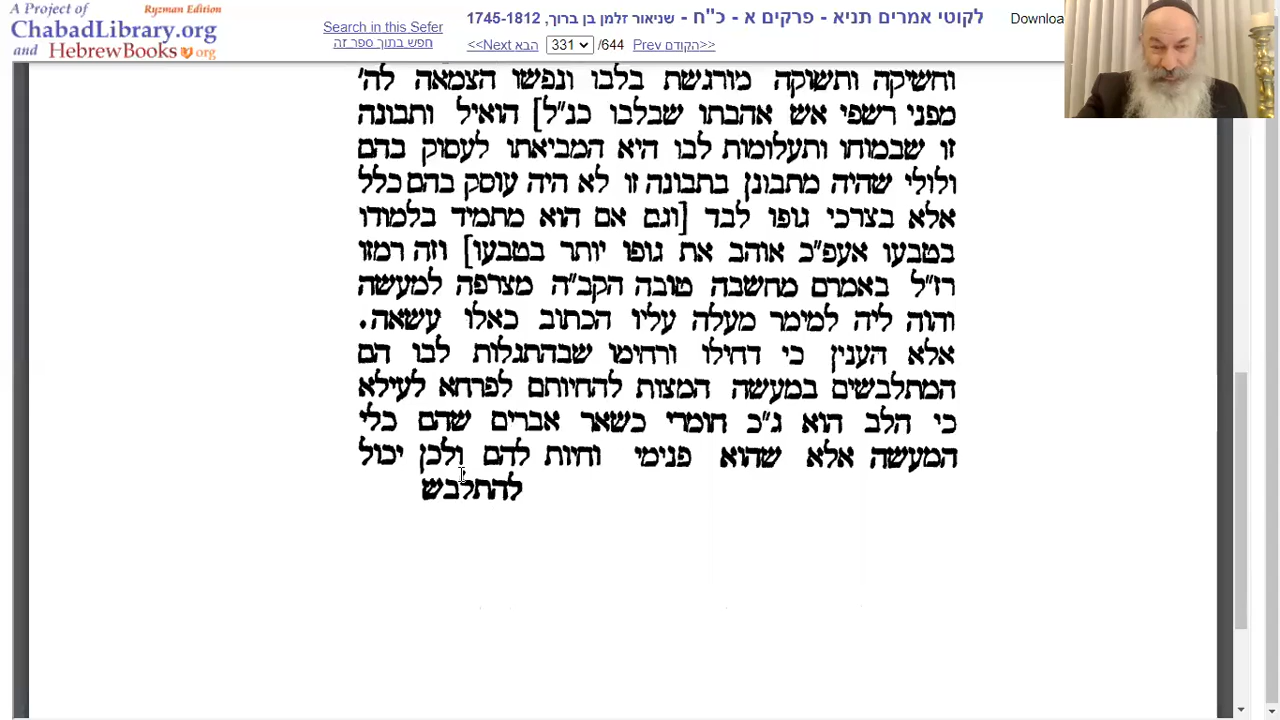 A Project of
Ryzman Edition
ChabadLibrary.org
and HebrewBooks.org
Search in this Sefer
חפש בתוך ספר זה
לקוטי אמרים תניא - פרקים א - כ"ח - שניאור זלמן בן ברוך, 1745-1812
<<Next הבא 331 /644 Prev הקודם>>
Downloa
וחשיקה ותשוקה מורגשת בלבו ונפשו הצמאה לה'
מפני רשפי אש אהבתו שבלבו כנ"ל] הואיל ותבונה
זו שבמוחו ותעלומות לבו היא המביאתו לעסוק בהם
ולולי שהיה מתבונן בתבונה זו לא היה עוסק בהם כלל
אלא בצרכי גופו לבד [וגם אם הוא מתמיד בלמודו
בטבעו אעפ"כ אוהב את גופו יותר בטבעו] וזה רמזו
רז"ל באמרם מחשבה טובה הקב"ה מצרפה למעשה
והוה ליה למימר מעלה עליו הכתוב כאלו עשאה.
אלא הענין כי דחילו ורחימו שבהתגלות לבו הם
המתלבשים במעשה המצות להחיותם לפרחא לעילא
כי הלב הוא ג"כ חומרי כשאר אברים שהם כלי
המעשה אלא שהוא פנימי וחיות להם ולכן יכול
להתלבש